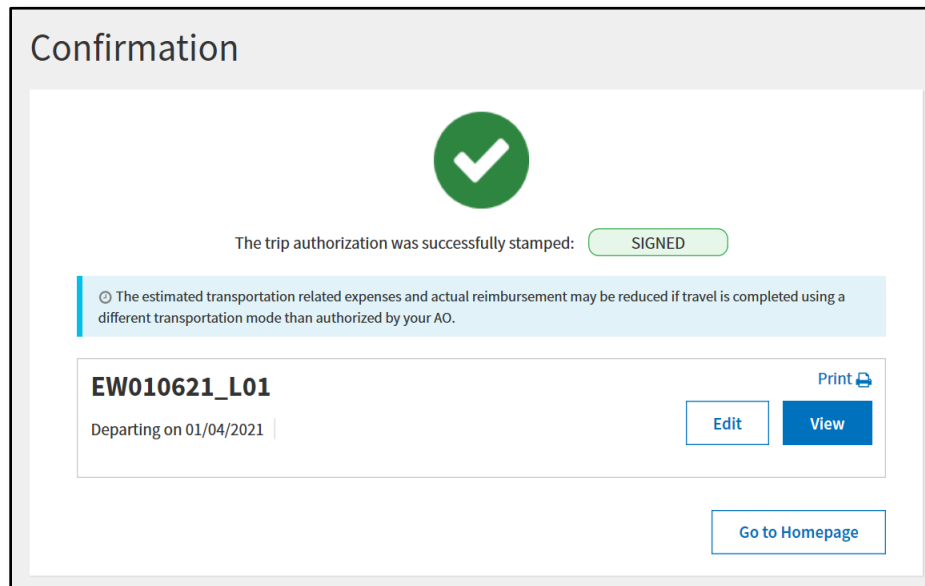 Confirmation
The trip authorization was successfully stamped: SIGNED
The estimated transportation related expenses and actual reimbursement may be reduced if travel is completed using a
different transportation mode than authorized by your AO.
Print
EW010621_L01
Edit View
Departing on 01/04/2021
Go to Homepage